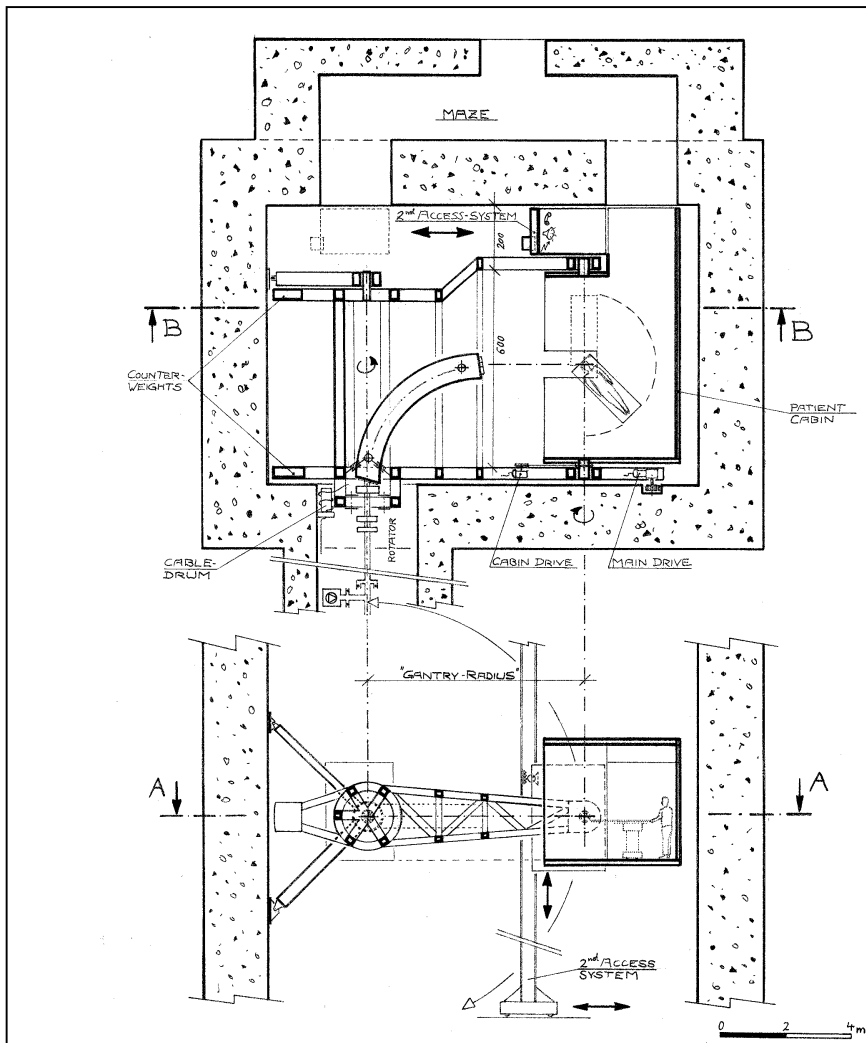 MAZE
2nd ACCESS-SYSTEM
200
B
B
600
COUNTER-
WEIGHTS
PATIENT
CABIN
ROTATOR
CABLE-
DRUM
CABIN DRIVE
MAIN DRIVE
"GANTRY-RADIUS"
A
A
2nd ACCESS
SYSTEM
0 2 4m